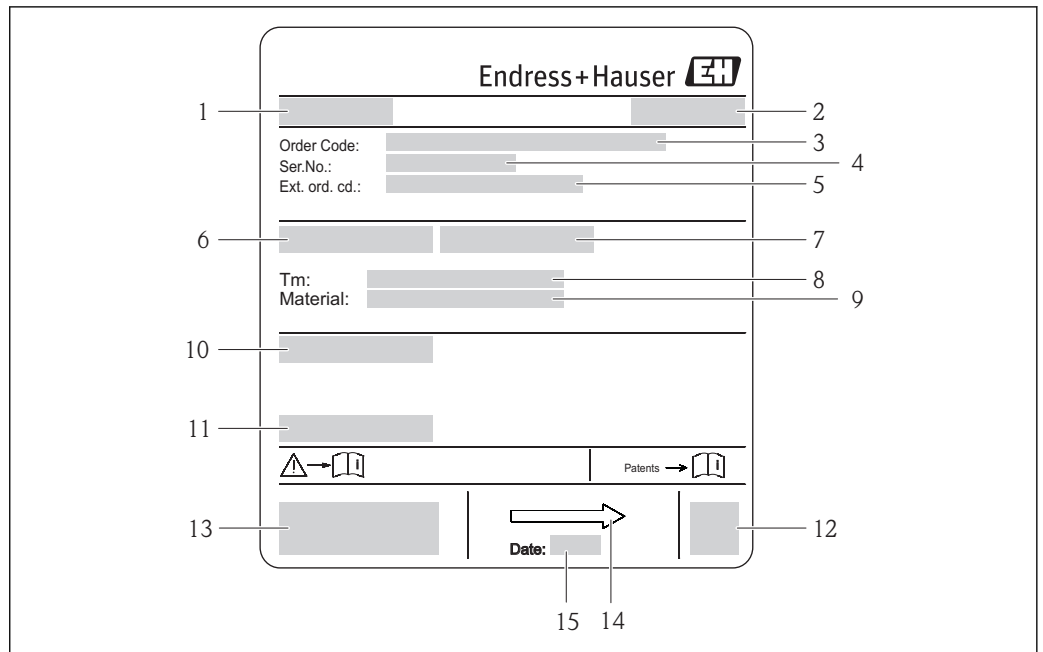 Endress+Hauser EH
1 2
Order Code: 3
Ser.No.: 4
Ext. ord. cd.: 5
6 7
Tm: 8
Material: 9
10
11
Patents
13 12
Date:
15 14